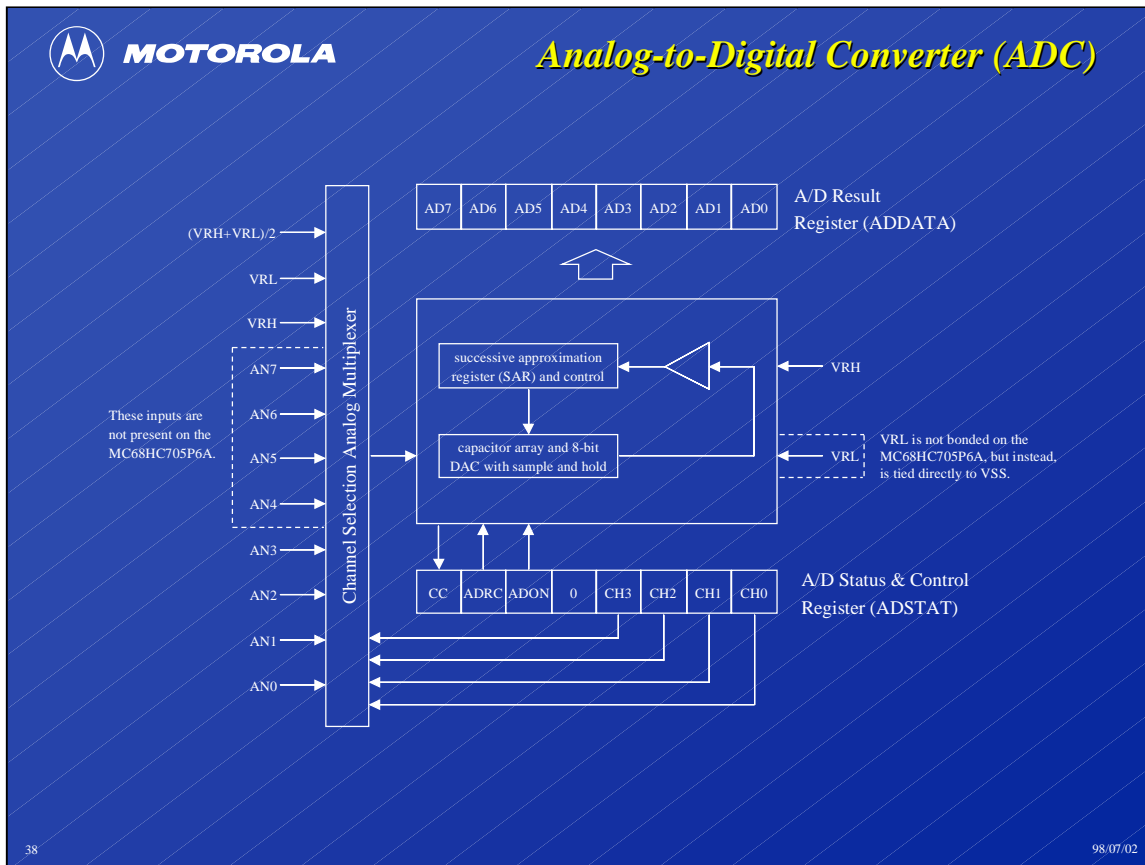 MOTOROLA
Analog-to-Digital Converter (ADC)
AD7 AD6 AD5 AD4 AD3 AD2 AD1 AD0
A/D Result
Register (ADDATA)
(VRH+VRL)/2
VRL
VRH
AN7
AN6
AN5
AN4
AN3
AN2
AN1
AN0
These inputs are
not present on the
MC68HC705P6A.
Channel Selection Analog Multiplexer
successive approximation
register (SAR) and control
capacitor array and 8-bit
DAC with sample and hold
VRH
VRL
VRL is not bonded on the
MC68HC705P6A, but instead,
is tied directly to VSS.
CC ADRC ADON 0 CH3 CH2 CH1 CH0
A/D Status & Control
Register (ADSTAT)
38
98/07/02